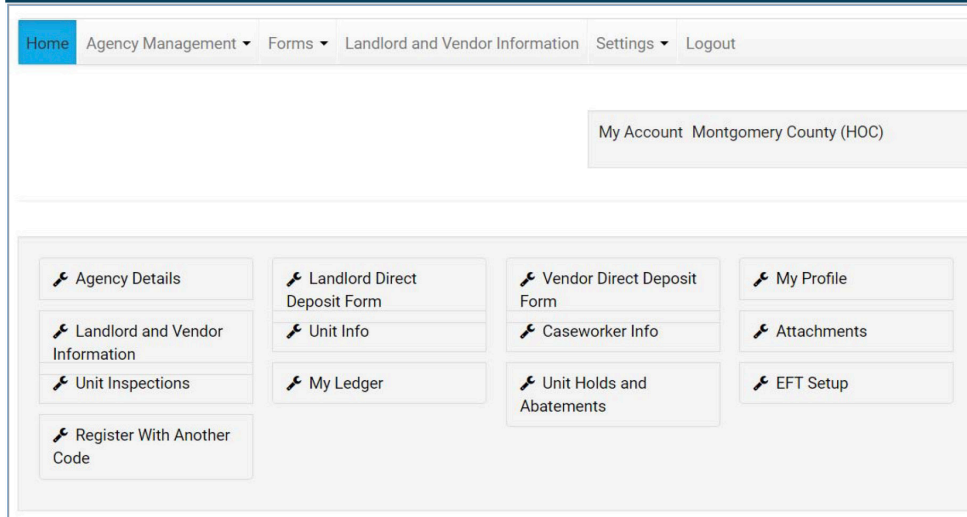 Home Agency Management Forms Landlord and Vendor Information Settings Logout
My Account Montgomery County (HOC)
Agency Details
Landlord Direct
Deposit Form
Vendor Direct Deposit
Form
My Profile
Landlord and Vendor
Information
Unit Info
Caseworker Info
Attachments
Unit Inspections
My Ledger
Unit Holds and
Abatements
EFT Setup
Register With Another
Code